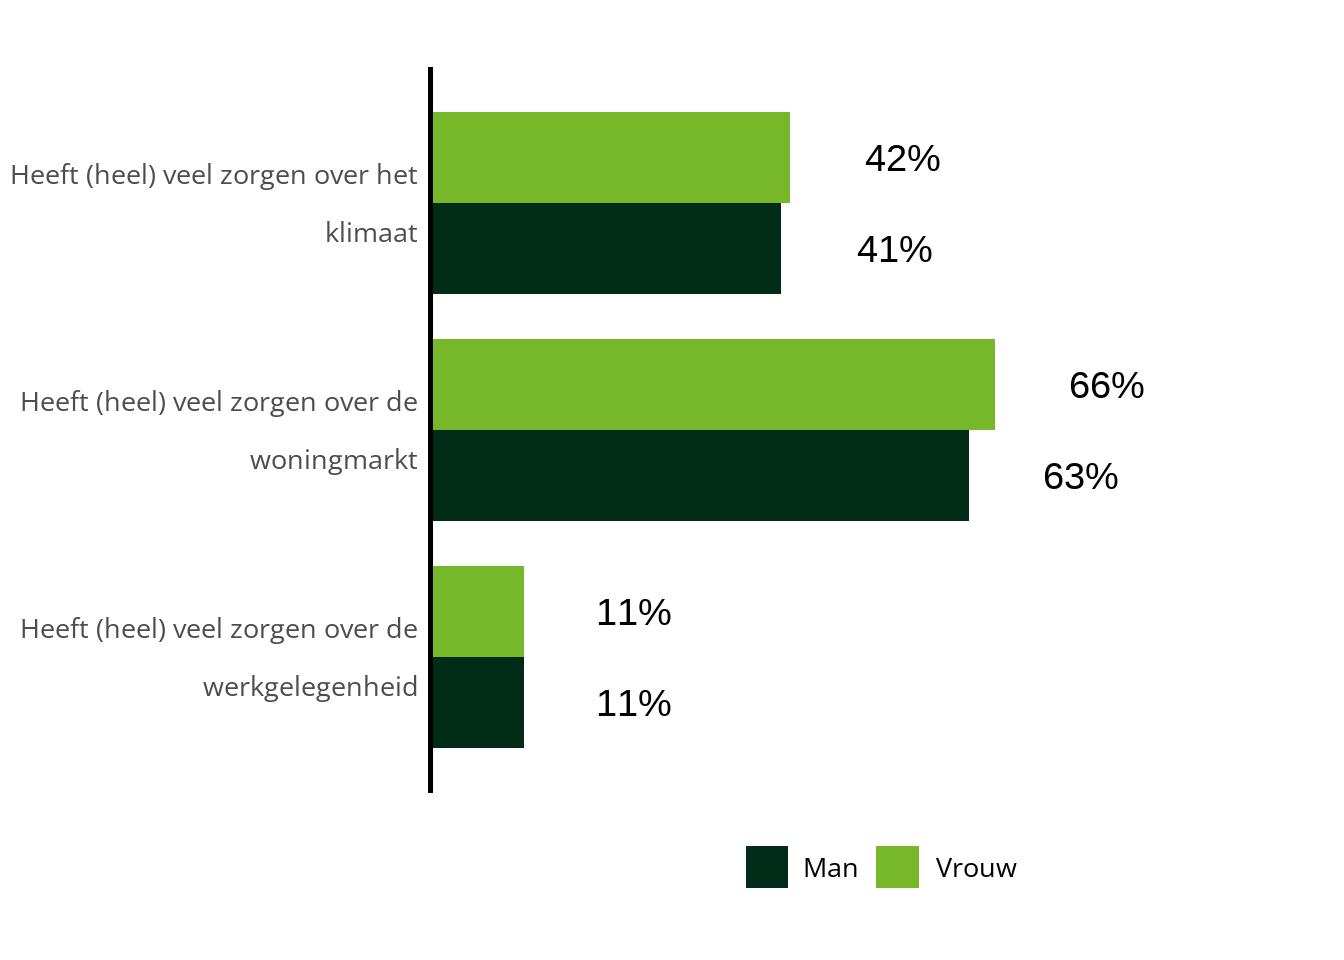 Heeft (heel) veel zorgen over het
klimaat
42%
41%
Heeft (heel) veel zorgen over de
woningmarkt
66%
63%
Heeft (heel) veel zorgen over de
werkgelegenheid
11%
11%
Man Vrouw